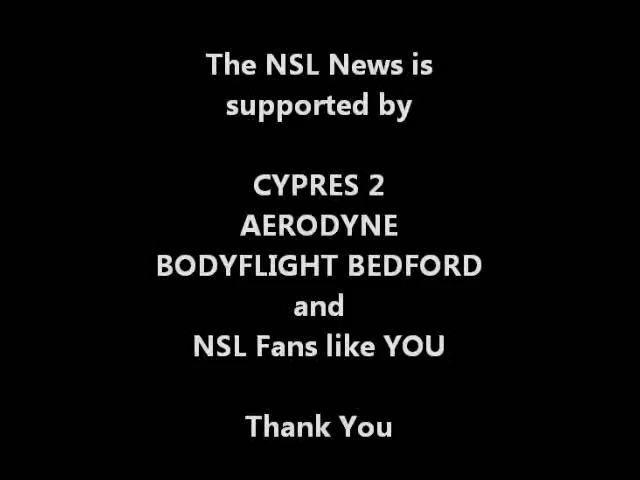 The NSL News is
supported by
CYPRES 2
AERODYNE
BODYFLIGHT BEDFORD
and
NSL Fans like YOU
Thank You